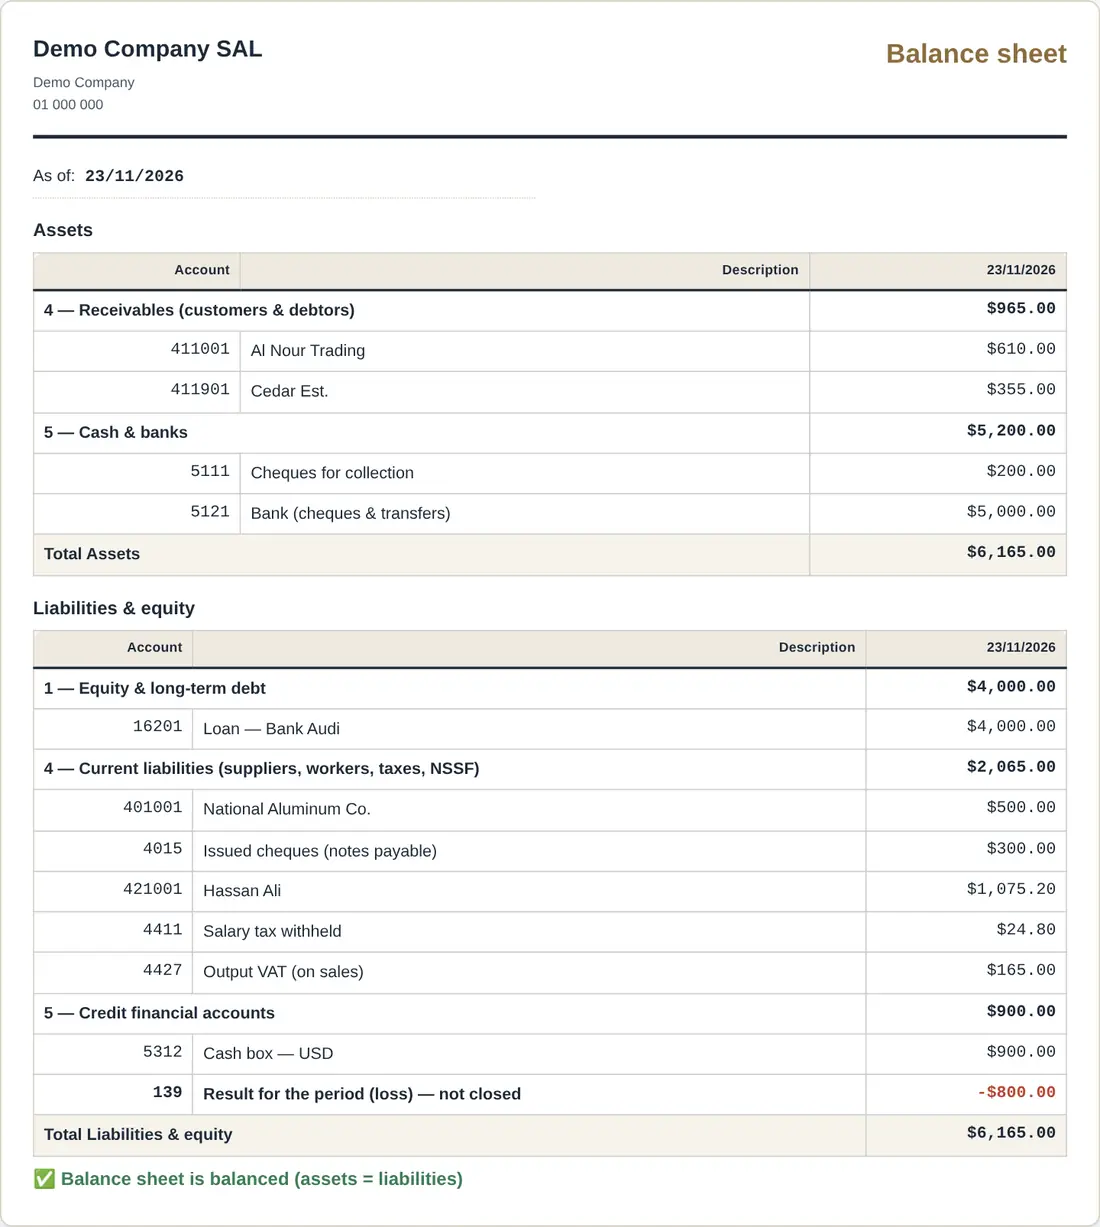 Demo Company SAL
Balance sheet
Demo Company
01 000 000
As of: 23/11/2026
Assets
Account Description 23/11/2026
4 — Receivables (customers & debtors) $965.00
411001 Al Nour Trading $610.00
411901 Cedar Est. $355.00
5 — Cash & banks $5,200.00
5111 Cheques for collection $200.00
5121 Bank (cheques & transfers) $5,000.00
Total Assets $6,165.00
Liabilities & equity
Account Description 23/11/2026
1 — Equity & long-term debt $4,000.00
16201 Loan — Bank Audi $4,000.00
4 — Current liabilities (suppliers, workers, taxes, NSSF) $2,065.00
401001 National Aluminum Co. $500.00
4015 Issued cheques (notes payable) $300.00
421001 Hassan Ali $1,075.20
4411 Salary tax withheld $24.80
4427 Output VAT (on sales) $165.00
5 — Credit financial accounts $900.00
5312 Cash box — USD $900.00
139 Result for the period (loss) — not closed -$800.00
Total Liabilities & equity $6,165.00
✅ Balance sheet is balanced (assets = liabilities)